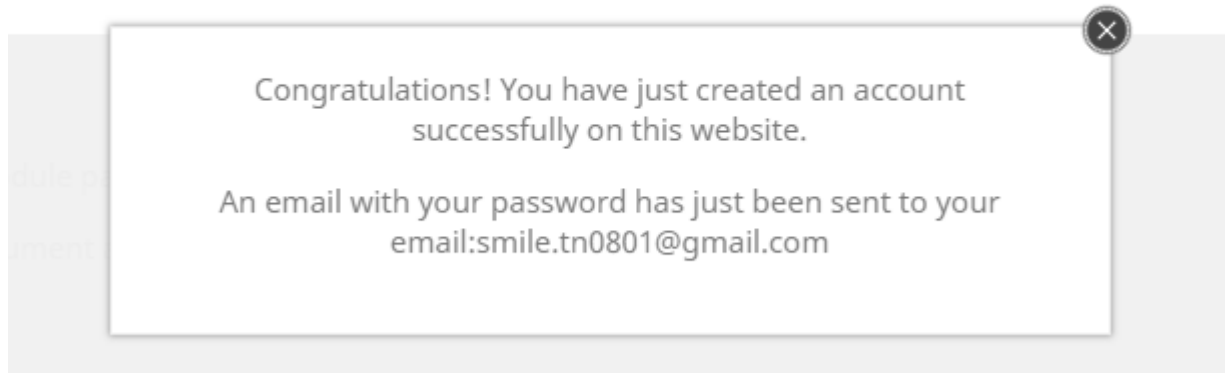 Congratulations! You have just created an account
successfully on this website.
An email with your password has just been sent to your
email:smile.tn0801@gmail.com